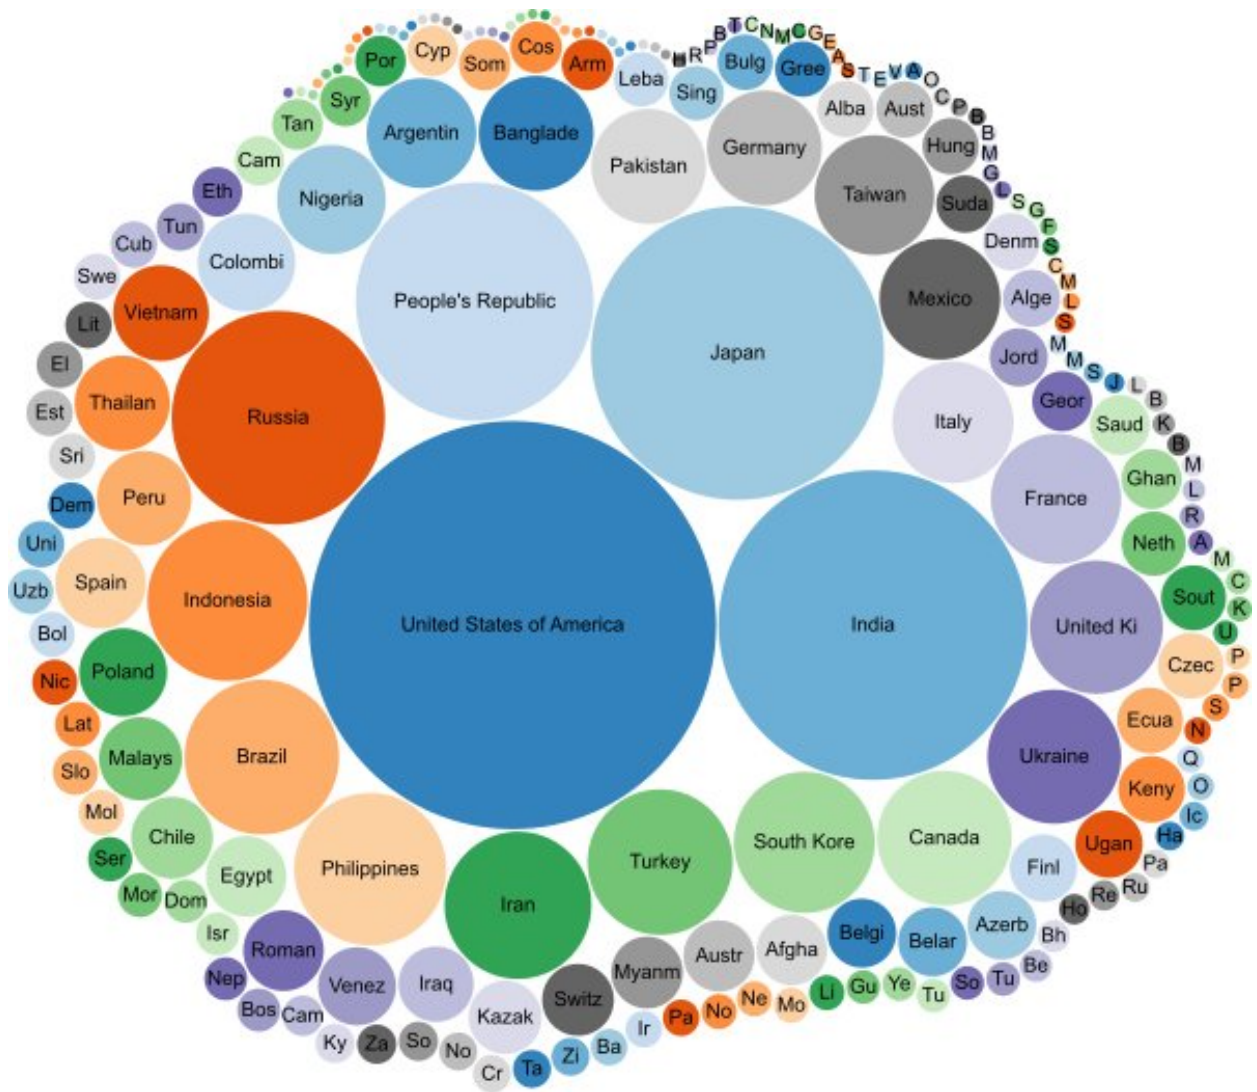 Por
Cyp
Som
Cos
Arm
Leba
Sing
H
R
P
B
T
Bulg
C
N
M
C
Gree
G
E
A
S
T
E
V
A
O
C
P
B
Alba
Aust
Hung
B
M
G
L
S
G
F
S
Syr
Tan
Cam
Argentin
Banglade
Pakistan
Germany
Taiwan
Suda
Denm
Nigeria
Eth
Tun
Cub
Swe
Colombi
People's Republic
Japan
Mexico
Alge
C
M
L
S
M
M
S
J
L
B
K
B
Jord
Geor
Saud
Lit
Vietnam
El
Thailan
Russia
Italy
Est
Sri
Peru
France
Ghan
M
L
R
A
Dem
Uni
Neth
M
C
K
U
Uzb
Spain
Indonesia
United States of America
India
United Ki
Sout
Bol
Poland
Nic
Czec
P
P
S
N
Lat
Malays
Brazil
Ukraine
Ecua
Slo
Q
O
Ic
Ha
Keny
Mol
Chile
Ser
Egypt
Philippines
Turkey
South Kore
Canada
Finl
Ugan
Pa
Ru
Re
Ho
Mor
Dom
Iran
Isr
Roman
Belgi
Belar
Azerb
Bh
Be
Afgha
Austr
Myanm
Nep
Venez
Iraq
Kazak
Switz
Bos
Cam
Ky
Za
So
No
Cr
Ta
Zi
Ba
Ir
Pa
No
Ne
Mo
Li
Gu
Ye
Tu
So
Tu